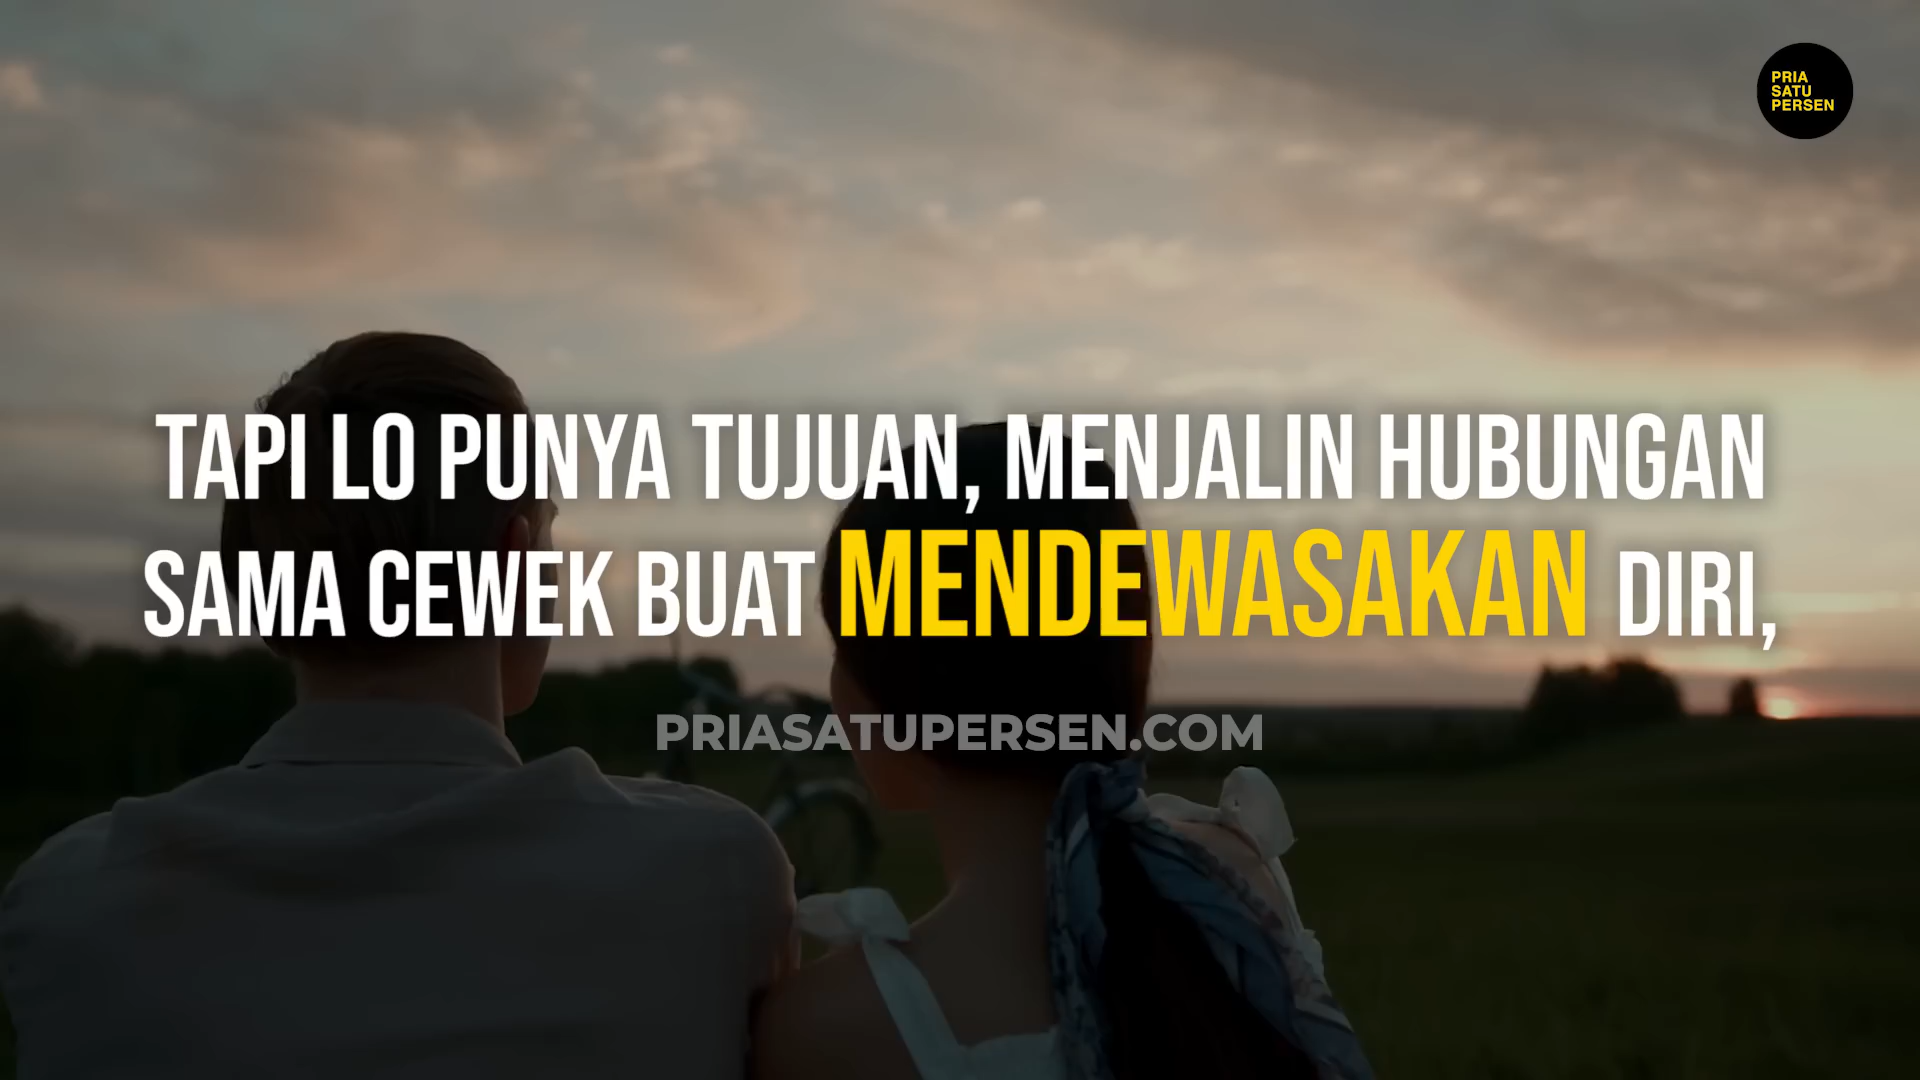 PRIA
SATU
PERSEN
TAPI LO PUNYA TUJUAN, MENJALIN HUBUNGAN
SAMA CEWEK BUAT MENDEWASAKAN DIRI,
PRIASATUPERSEN.COM